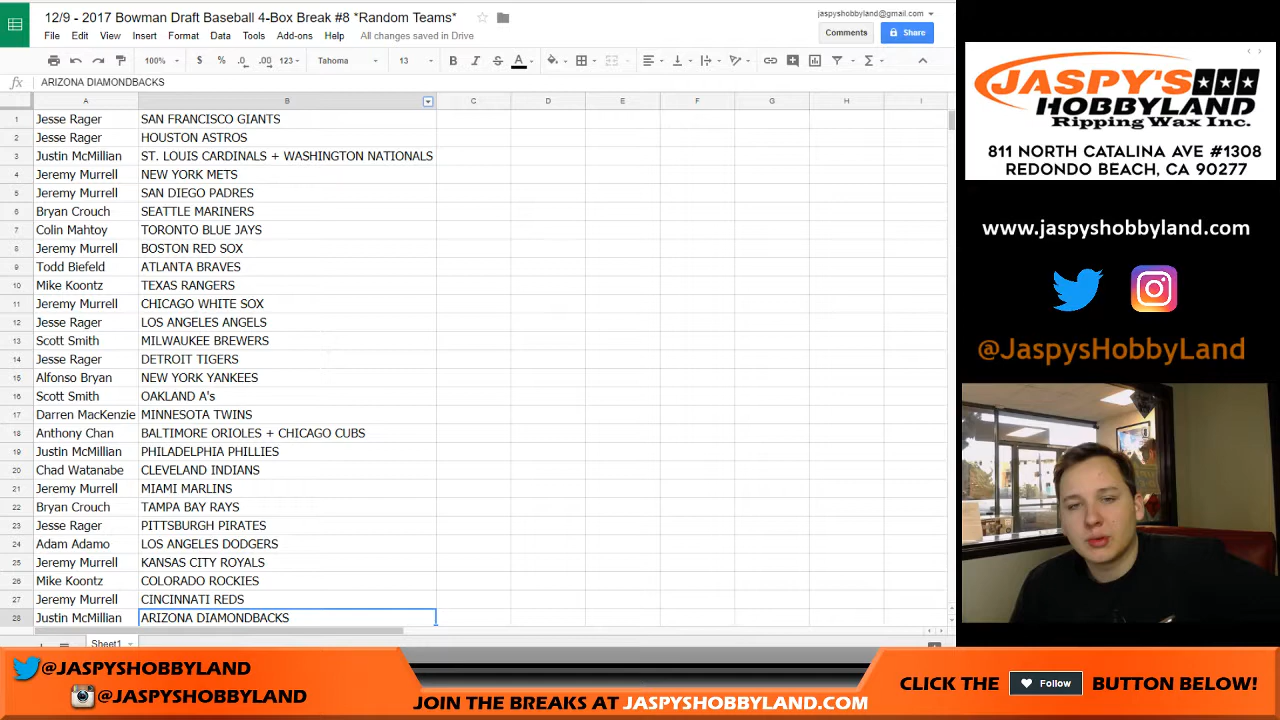 12/9 - 2017 Bowman Draft Baseball 4-Box Break #8 *Random Teams*
jaspyshobbyland@gmail.com
File Edit View Insert Format Data Tools Add-ons Help All changes saved in Drive
Comments
Share
100% $ % .0 .00 123 Tahoma 13 B I S A
fx ARIZONA DIAMONDBACKS
A B C D E F G H I
1 Jesse Rager SAN FRANCISCO GIANTS
2 Jesse Rager HOUSTON ASTROS
3 Justin McMillian ST. LOUIS CARDINALS + WASHINGTON NATIONALS
4 Jeremy Murrell NEW YORK METS
5 Jeremy Murrell SAN DIEGO PADRES
6 Bryan Crouch SEATTLE MARINERS
7 Colin Mahtoy TORONTO BLUE JAYS
8 Jeremy Murrell BOSTON RED SOX
9 Todd Biefeld ATLANTA BRAVES
10 Mike Koontz TEXAS RANGERS
11 Jeremy Murrell CHICAGO WHITE SOX
12 Jesse Rager LOS ANGELES ANGELS
13 Scott Smith MILWAUKEE BREWERS
14 Jesse Rager DETROIT TIGERS
15 Alfonso Bryan NEW YORK YANKEES
16 Scott Smith OAKLAND A's
17 Darren MacKenzie MINNESOTA TWINS
18 Anthony Chan BALTIMORE ORIOLES + CHICAGO CUBS
19 Justin McMillian PHILADELPHIA PHILLIES
20 Chad Watanabe CLEVELAND INDIANS
21 Jeremy Murrell MIAMI MARLINS
22 Bryan Crouch TAMPA BAY RAYS
23 Jesse Rager PITTSBURGH PIRATES
24 Adam Adamo LOS ANGELES DODGERS
25 Jeremy Murrell KANSAS CITY ROYALS
26 Mike Koontz COLORADO ROCKIES
27 Jeremy Murrell CINCINNATI REDS
28 Justin McMillian ARIZONA DIAMONDBACKS
Sheet1
JASPY'S
HOBBYLAND
Ripping Wax Inc.
811 NORTH CATALINA AVE #1308
REDONDO BEACH, CA 90277
www.jaspyshobbyland.com
@JaspysHobbyLand
@JASPYSHOBBYLAND
@JASPYSHOBBYLAND
JOIN THE BREAKS AT JASPYSHOBBYLAND.COM
CLICK THE Follow BUTTON BELOW!